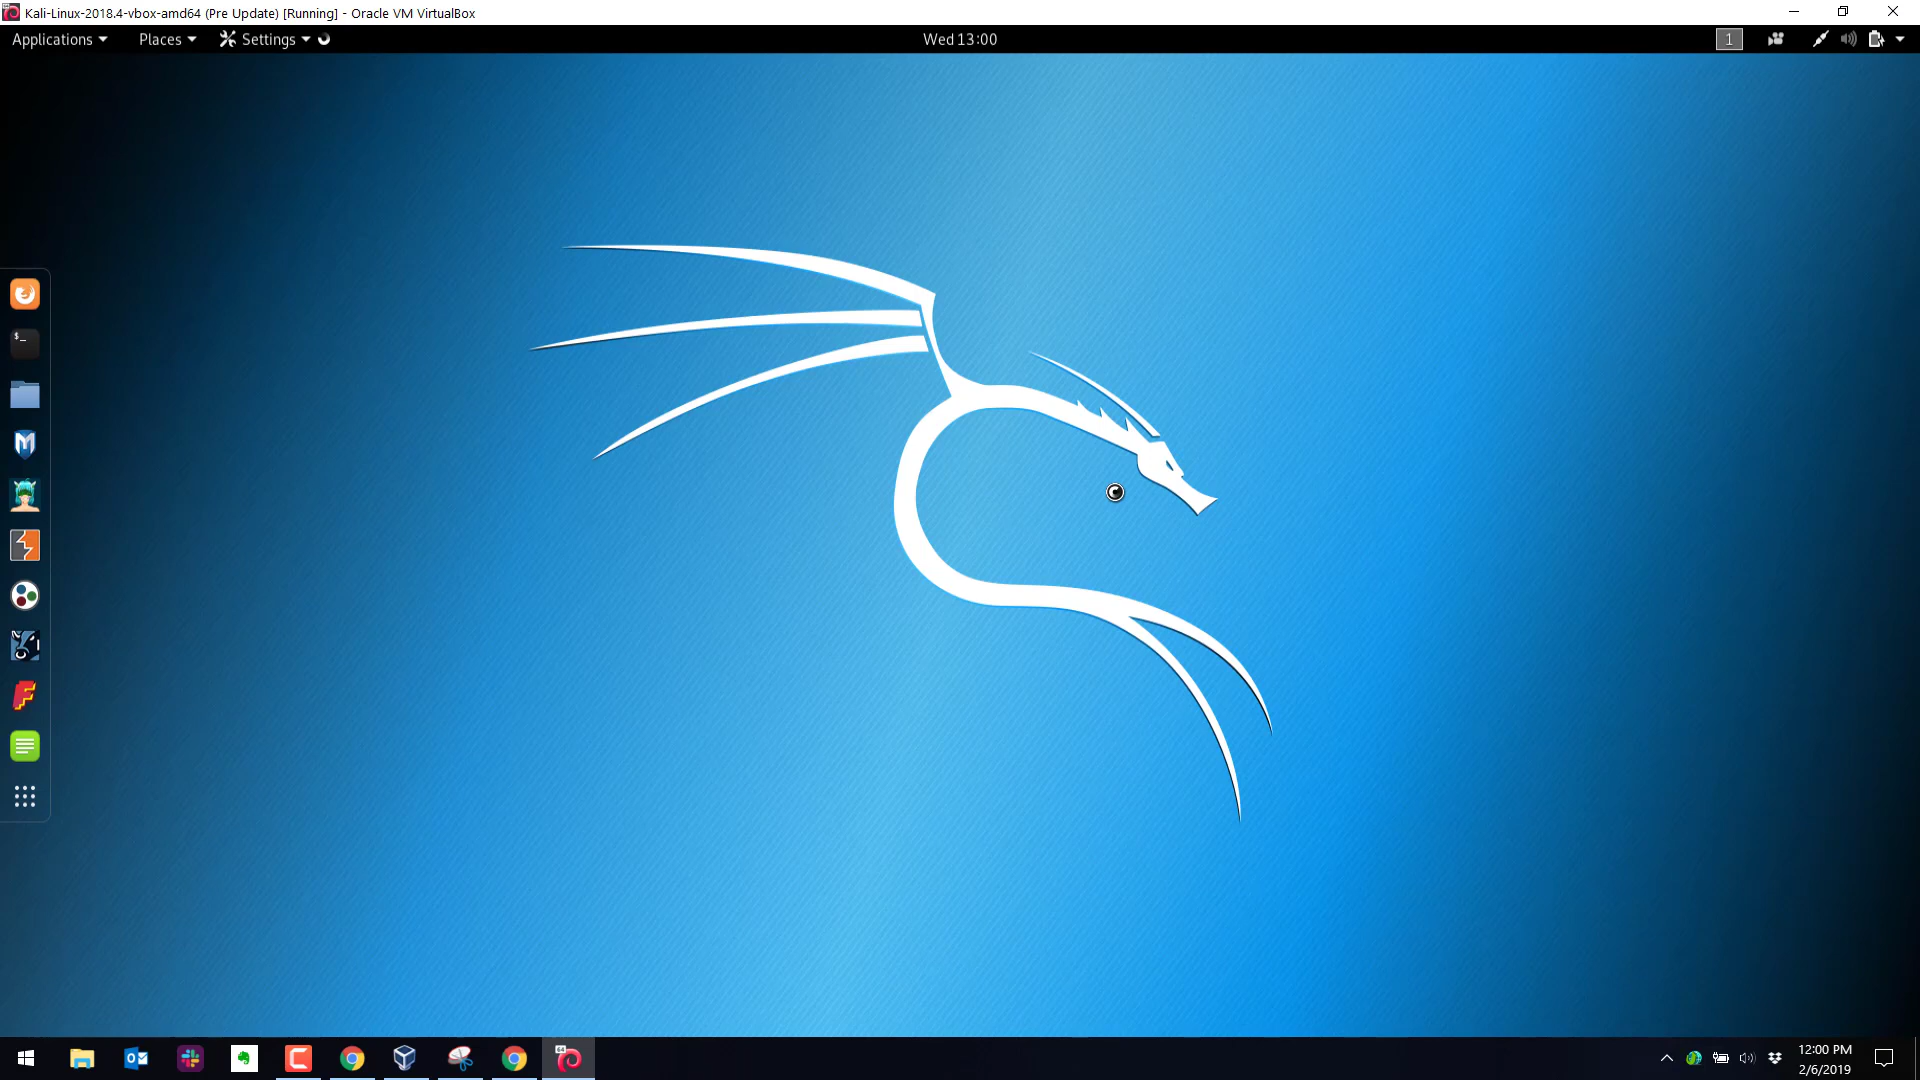 Kali-Linux-2018.4-vbox-amd64 (Pre Update) [Running] - Oracle VM VirtualBox
Applications Places Settings Wed 13:00 1
$_
12:00 PM
2/6/2019